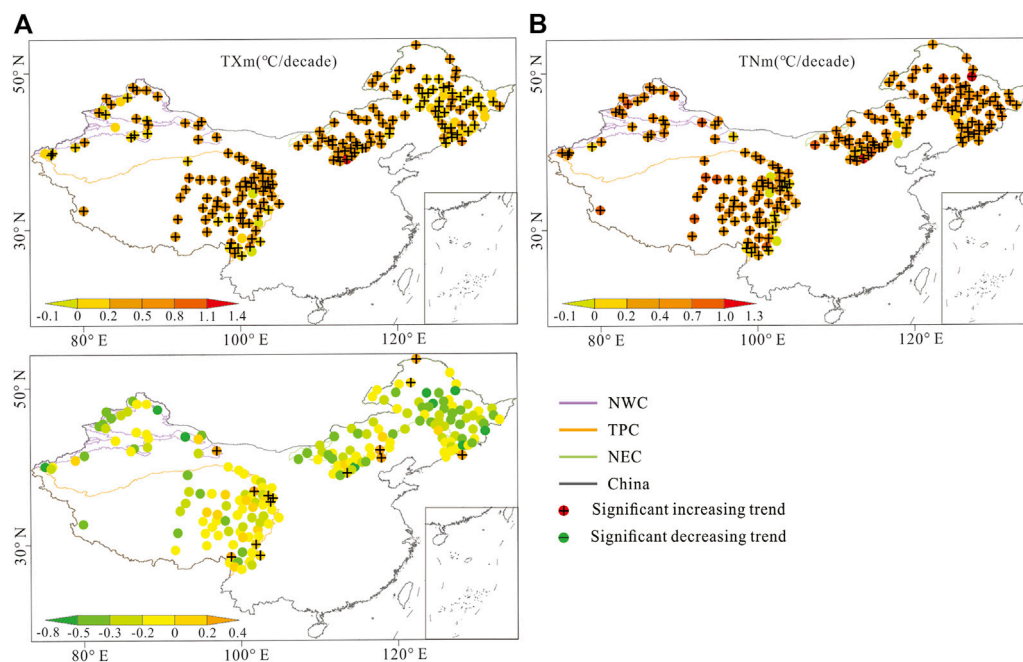 A
TXm(°C/decade)
50° N
30° N
-0.1 0 0.2 0.5 0.8 1.1 1.4
80° E 100° E 120° E
B
TNm(°C/decade)
50° N
30° N
-0.1 0 0.2 0.4 0.7 1.0 1.3
80° E 100° E 120° E
50° N
30° N
-0.8 -0.5 -0.3 -0.2 0 0.2 0.4
80° E 100° E 120° E
NWC
TPC
NEC
China
Significant increasing trend
Significant decreasing trend